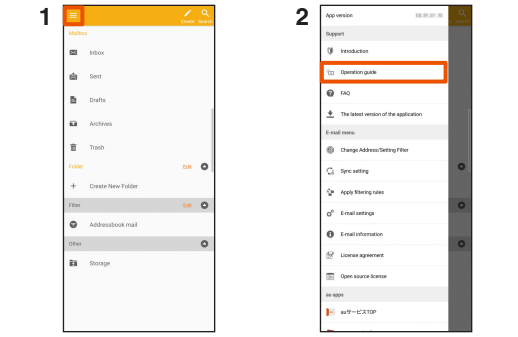 1
Create Search
Mailbox
Inbox
Sent
Drafts
Archives
Trash
Folder Edit
Create New Folder
Filter Edit
Addressbook mail
Other
Storage
2
App version
Support
Introduction
Operation guide
FAQ
The latest version of the application
E-mail menu
Change Address/Setting Filter
Sync setting
Apply filtering rules
E-mail settings
E-mail information
License agreement
Open source license
au apps
auサービスTOP